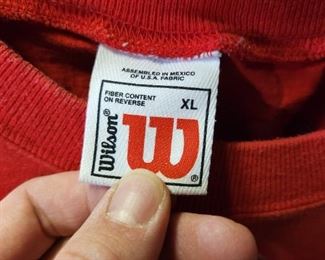 ASSEMBLED IN MEXICO
OF U.S.A. FABRIC
FIBER CONTENT
ON REVERSE
XL
Wilson
W
®